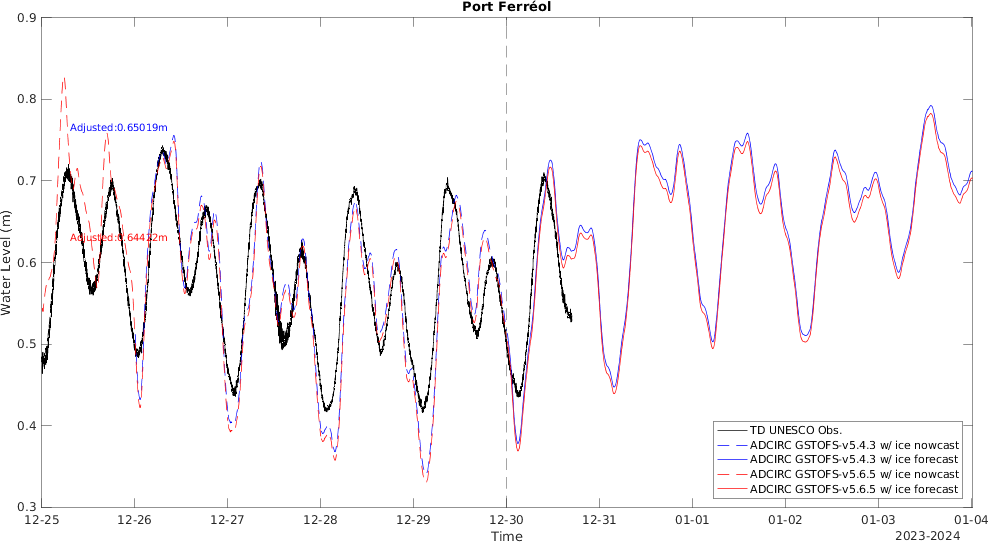 Port Ferréol
Water Level (m)
0.9
0.8
0.7
0.6
0.5
0.4
0.3
Adjusted:0.65019m
Adjusted:0.64422m
TD UNESCO Obs.
ADCIRC GSTOFS-v5.4.3 w/ ice nowcast
ADCIRC GSTOFS-v5.4.3 w/ ice forecast
ADCIRC GSTOFS-v5.6.5 w/ ice nowcast
ADCIRC GSTOFS-v5.6.5 w/ ice forecast
12-25 12-26 12-27 12-28 12-29 12-30 12-31 01-01 01-02 01-03 01-04
Time
2023-2024